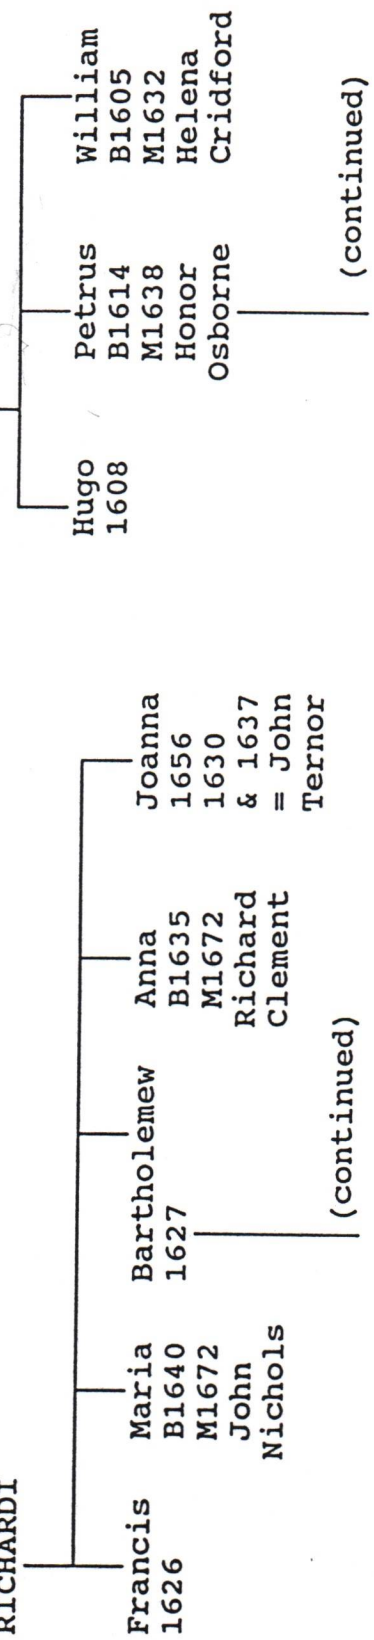 RICHARDI
Francis
1626
Maria
B1640
M1672
John
Nichols
Bartholemew
1627
(continued)
Anna
B1635
M1672
Richard
Clement
Joanna
1656
1630
& 1637
= John
Ternor
Hugo
1608
Petrus
B1614
M1638
Honor
Osborne
(continued)
William
B1605
M1632
Helena
Cridford